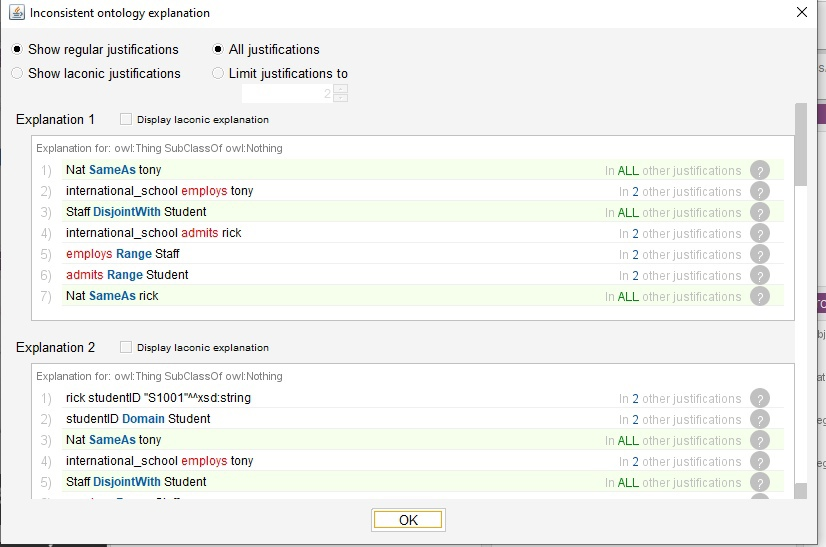 Inconsistent ontology explanation
Show regular justifications All justifications
Show laconic justifications Limit justifications to
2
Explanation 1 Display laconic explanation
Explanation for: owl:Thing SubClassOf owl:Nothing
1) Nat SameAs tony In ALL other justifications ?
2) international_school employs tony In 2 other justifications ?
3) Staff DisjointWith Student In ALL other justifications ?
4) international_school admits rick In 2 other justifications ?
5) employs Range Staff In 2 other justifications ?
6) admits Range Student In 2 other justifications ?
7) Nat SameAs rick In ALL other justifications ?
Explanation 2 Display laconic explanation
Explanation for: owl:Thing SubClassOf owl:Nothing
1) rick studentID "S1001"^^xsd:string In 2 other justifications ?
2) studentID Domain Student In 2 other justifications ?
3) Nat SameAs tony In ALL other justifications ?
4) international_school employs tony In 2 other justifications ?
5) Staff DisjointWith Student In ALL other justifications ?
OK